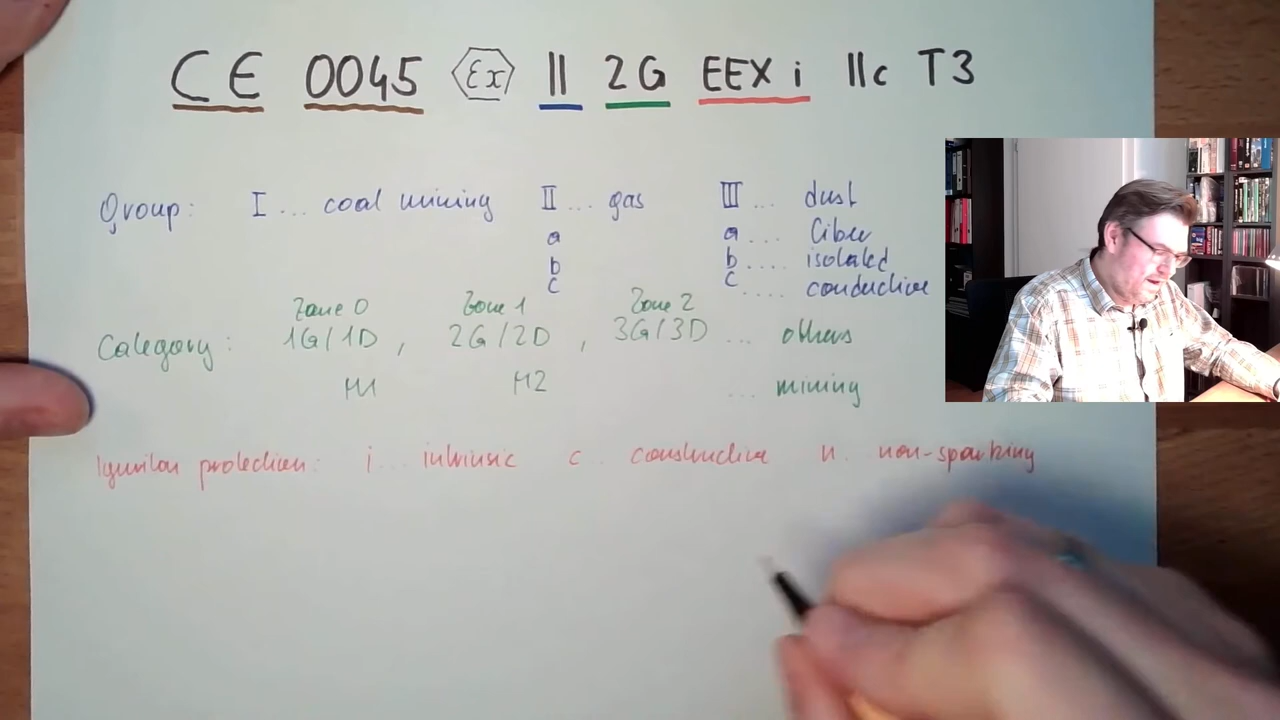 CE 0045 Ex II 2G EEX i IIc T3
Group: I ... coal mining II ... gas III ... dust
a a .... fiber
b b .... isolated
c c .... conductive
Zone 0 Zone 1 Zone 2
Category: 1G/1D, 2G/2D, 3G/3D ... others
M1 M2 ... mining
Ignition protection: i ... intrinsic c .. constructive n .. non-sparking